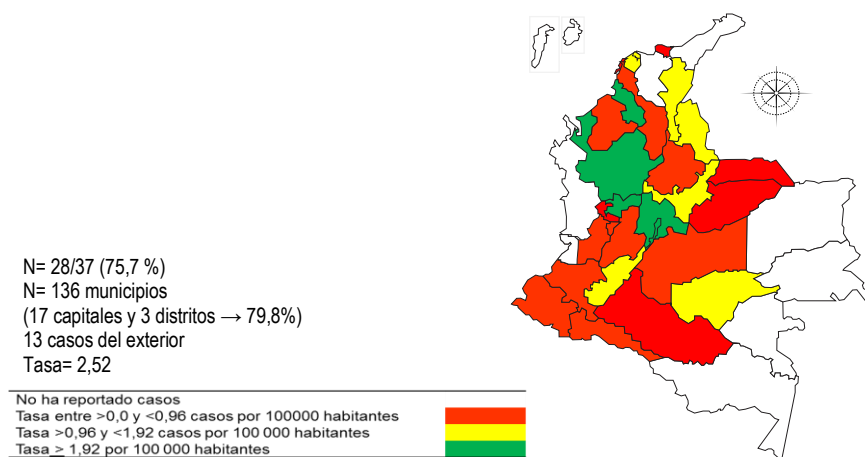 N= 28/37 (75,7 %)
N= 136 municipios
(17 capitales y 3 distritos → 79,8%)
13 casos del exterior
Tasa= 2,52
No ha reportado casos
Tasa entre >0,0 y <0,96 casos por 100000 habitantes
Tasa >0,96 y <1,92 casos por 100 000 habitantes
Tasa ≥ 1,92 por 100 000 habitantes